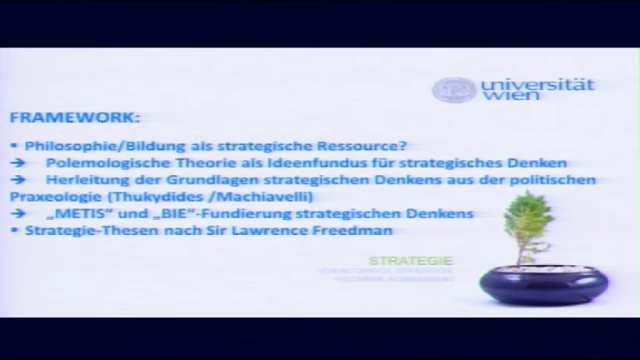 universität
wien
FRAMEWORK:
▪ Philosophie/Bildung als strategische Ressource?
→ Polemologische Theorie als Ideenfundus für strategisches Denken
→ Herleitung der Grundlagen strategischen Denkens aus der politischen
Praxeologie (Thukydides /Machiavelli)
→ „METIS“ und „BIE“-Fundierung strategischen Denkens
▪ Strategie-Thesen nach Sir Lawrence Freedman
STRATEGIE